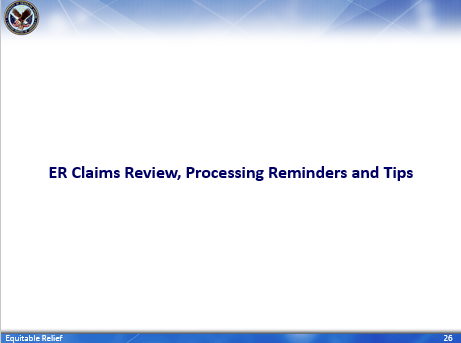 ER Claims Review, Processing Reminders and Tips
Equitable Relief
26